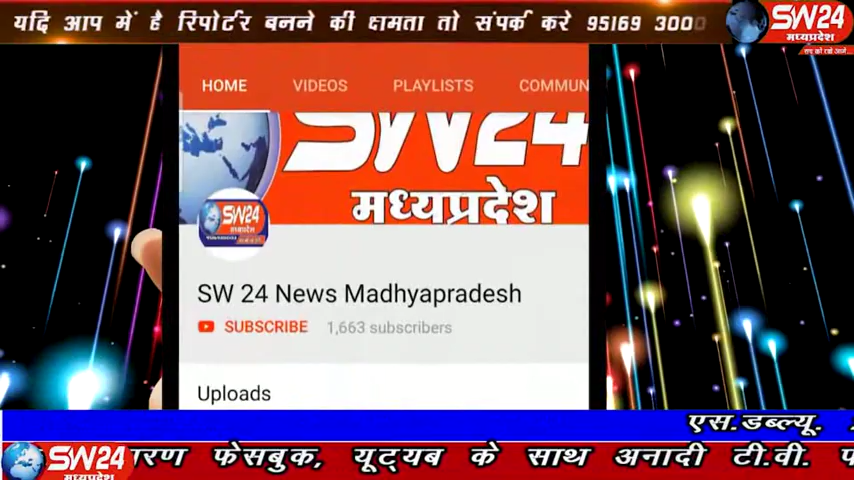 यदि आप में है रिपोर्टर बनने की क्षमता तो संपर्क करे 95169 3000
SW24
मध्यप्रदेश
HOME VIDEOS PLAYLISTS COMMUN
SW24
मध्यप्रदेश
SW24
SW 24 News Madhyapradesh
SUBSCRIBE 1,663 subscribers
Uploads
एस.डब्ल्यू.
SW24
मध्यप्रदेश
रण फेसबुक, यूट्यब के साथ अनादी टी.वी.